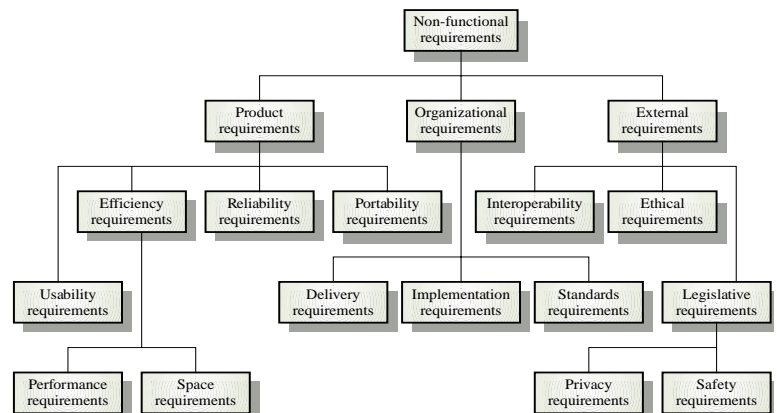 Non-functional
requirements
Product
requirements
Organizational
requirements
External
requirements
Efficiency
requirements
Reliability
requirements
Portability
requirements
Interoperability
requirements
Ethical
requirements
Usability
requirements
Delivery
requirements
Implementation
requirements
Standards
requirements
Legislative
requirements
Performance
requirements
Space
requirements
Privacy
requirements
Safety
requirements